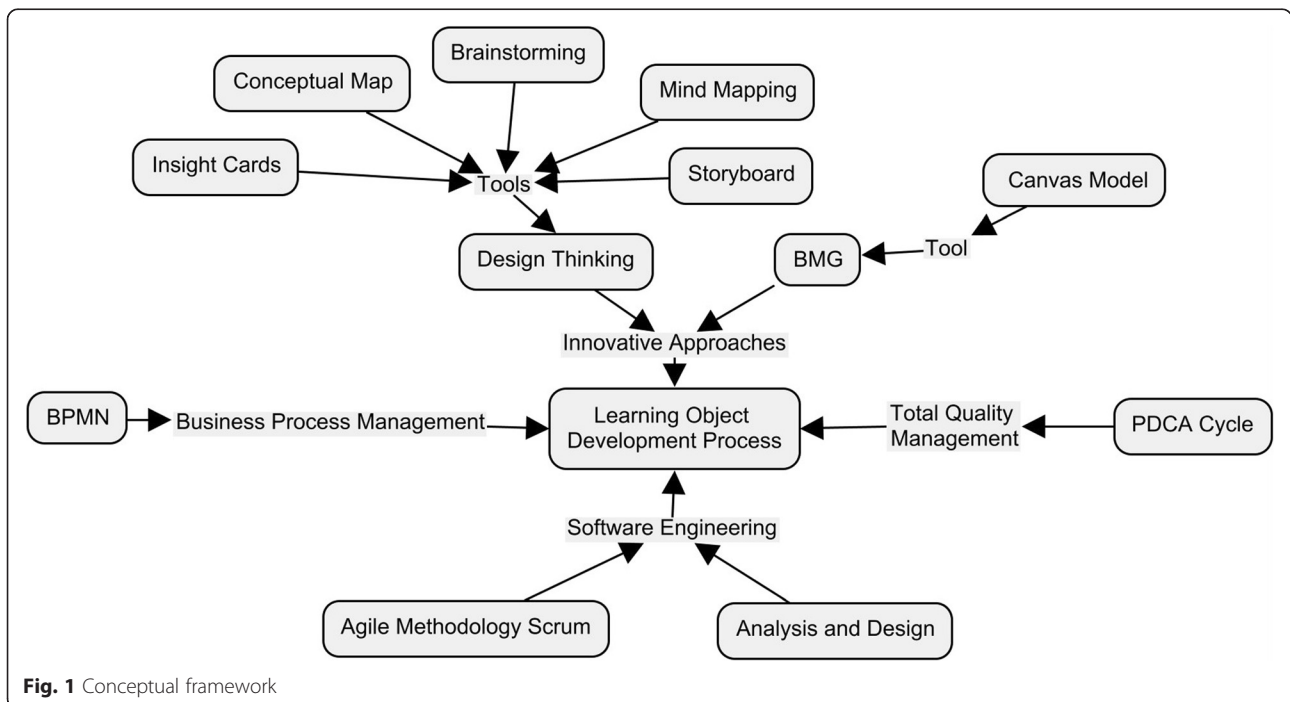 Brainstorming
Conceptual Map
Mind Mapping
Insight Cards
Tools
Storyboard
Canvas Model
Design Thinking
BMG
Tool
Innovative Approaches
BPMN
Business Process Management
Learning Object
Development Process
Total Quality
Management
PDCA Cycle
Software Engineering
Agile Methodology Scrum
Analysis and Design
Fig. 1 Conceptual framework